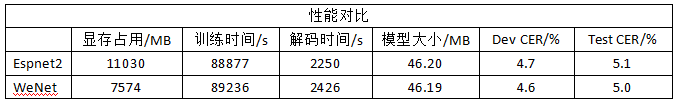 性能对比
显存占用/MB 训练时间/s 解码时间/s 模型大小/MB Dev CER/% Test CER/%
Espnet2 11030 88877 2250 46.20 4.7 5.1
WeNet 7574 89236 2426 46.19 4.6 5.0